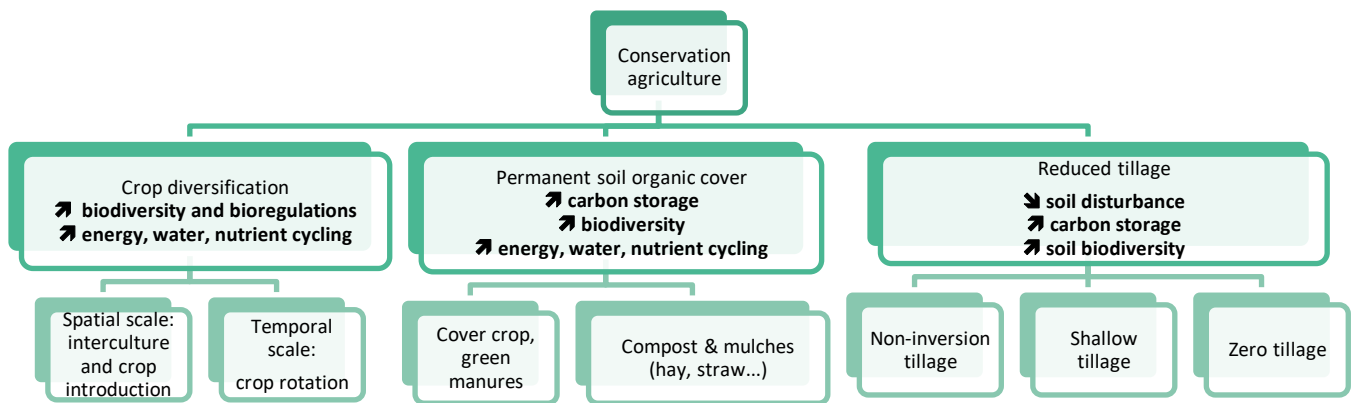 Conservation
agriculture
Crop diversification
↗ biodiversity and bioregulations
↗ energy, water, nutrient cycling
Permanent soil organic cover
↗ carbon storage
↗ biodiversity
↗ energy, water, nutrient cycling
Reduced tillage
↘ soil disturbance
↗ carbon storage
↗ soil biodiversity
Spatial scale:
interculture
and crop
introduction
Temporal
scale:
crop rotation
Cover crop,
green
manures
Compost & mulches
(hay, straw...)
Non-inversion
tillage
Shallow
tillage
Zero tillage